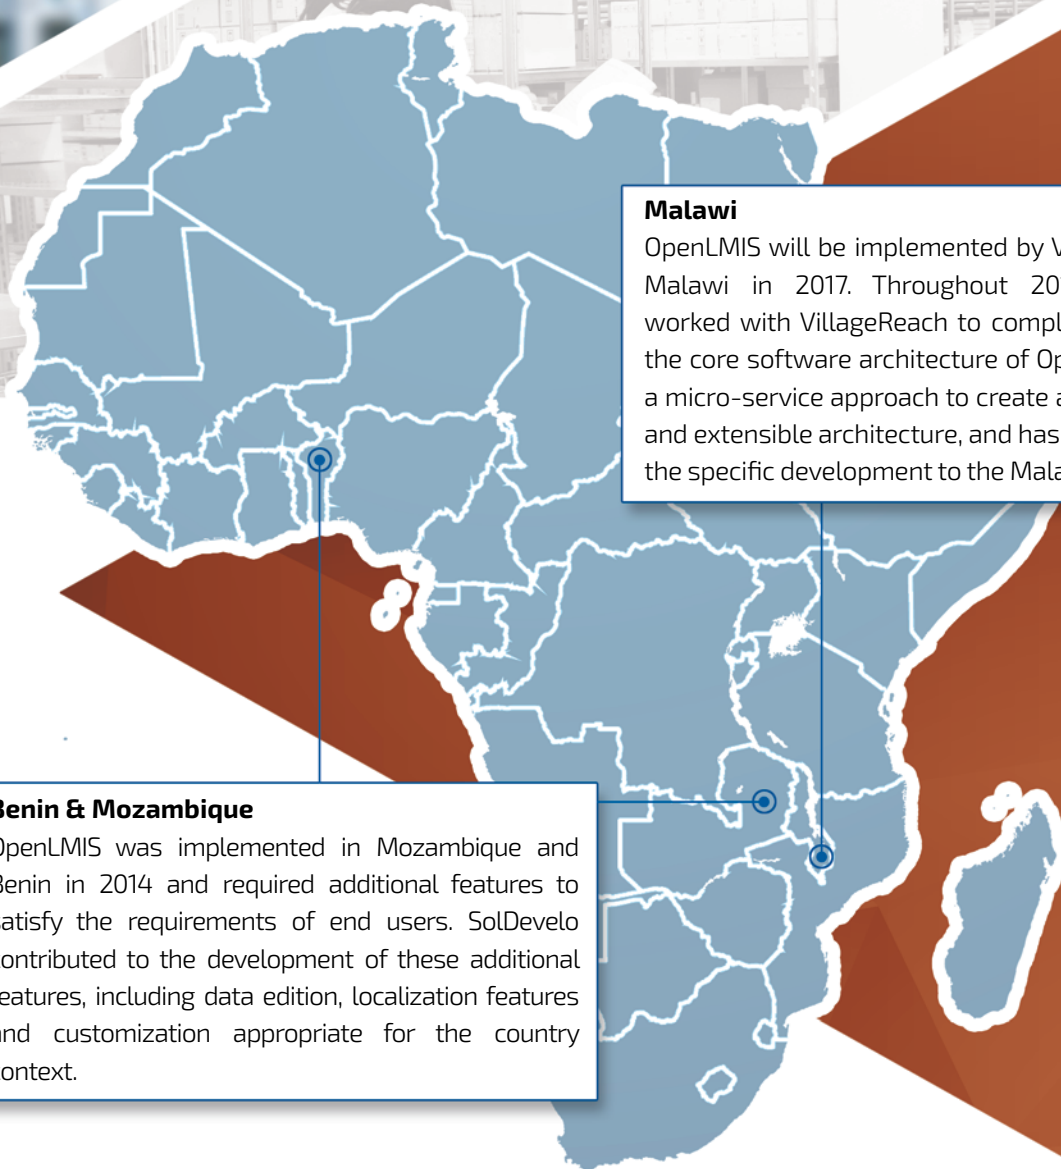 Malawi
OpenLMIS will be implemented by
Malawi in 2017. Throughout
worked with VillageReach to
the core software architecture of
a micro-service approach to create
and extensible architecture, and has
the specific development to the
Benin & Mozambique
OpenLMIS was implemented in Mozambique and
Benin in 2014 and required additional features to
satisfy the requirements of end users. SolDevelo
contributed to the development of these additional
features, including data edition, localization features
and customization appropriate for the country
context.